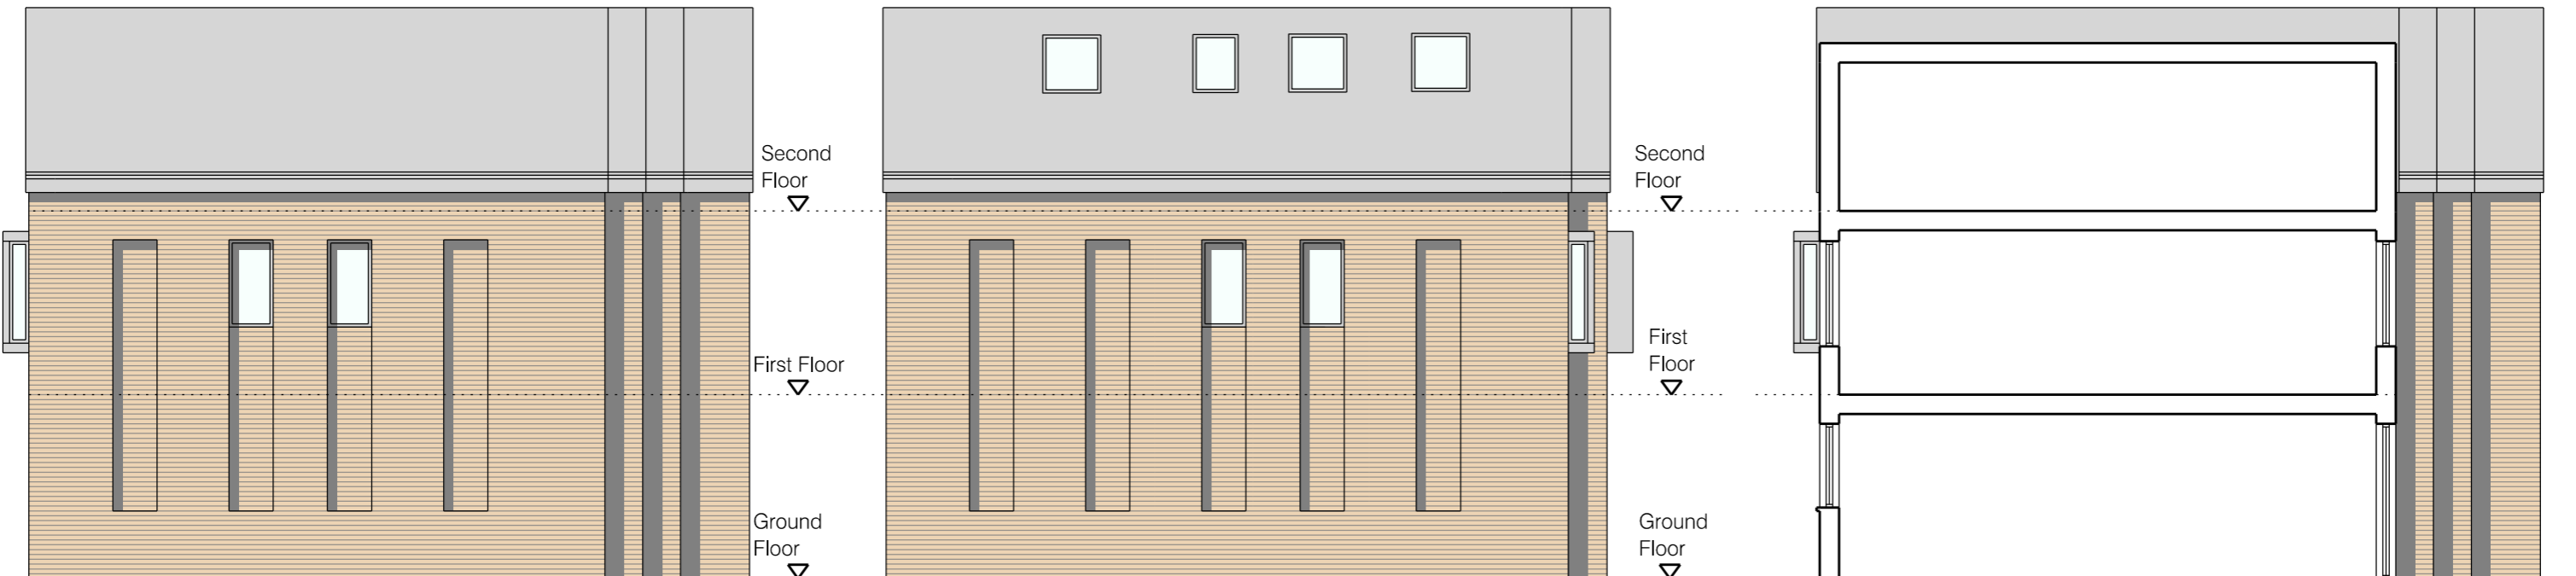 Second
Floor
First Floor
Ground
Floor
Second
Floor
First
Floor
Ground
Floor